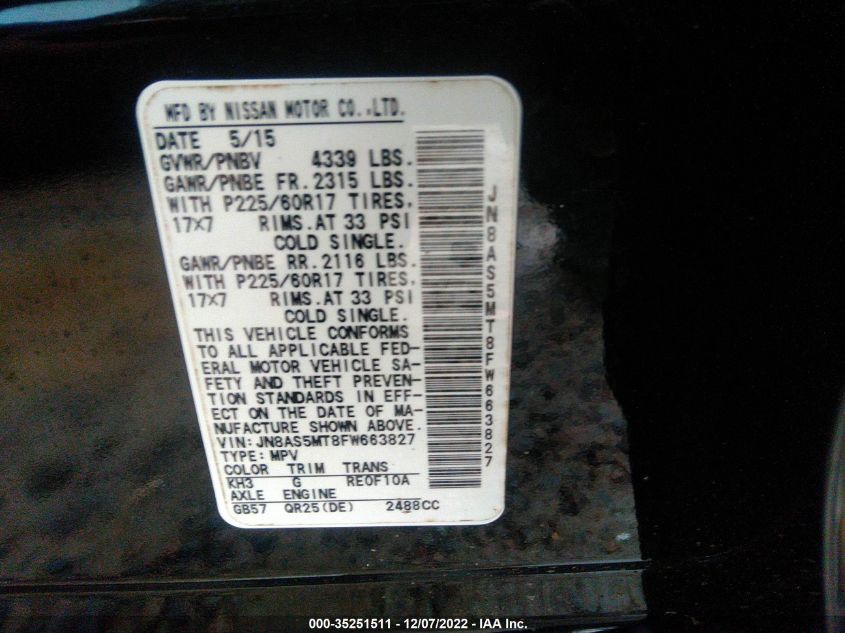 MFD BY NISSAN MOTOR CO.,LTD.
DATE 5/15
GVWR/PNBV 4339 LBS.
GAWR/PNBE FR.2315 LBS.
WITH P225/60R17 TIRES,
17X7 RIMS.AT 33 PSI
COLD SINGLE.
GAWR/PNBE RR.2116 LBS.
WITH P225/60R17 TIRES,
17X7 RIMS.AT 33 PSI
COLD SINGLE.
THIS VEHICLE CONFORMS
TO ALL APPLICABLE FED-
ERAL MOTOR VEHICLE SA-
FETY AND THEFT PREVEN-
TION STANDARDS IN EFF-
ECT ON THE DATE OF MA-
NUFACTURE SHOWN ABOVE.
VIN:JN8AS5MT8FW663827
TYPE:MPV
COLOR TRIM TRANS
KH3 G RE0F10A
AXLE ENGINE
GB57 QR25(DE) 2488CC
JN8AS5MT8FW663827
000-35251511 - 12/07/2022 - IAA Inc.